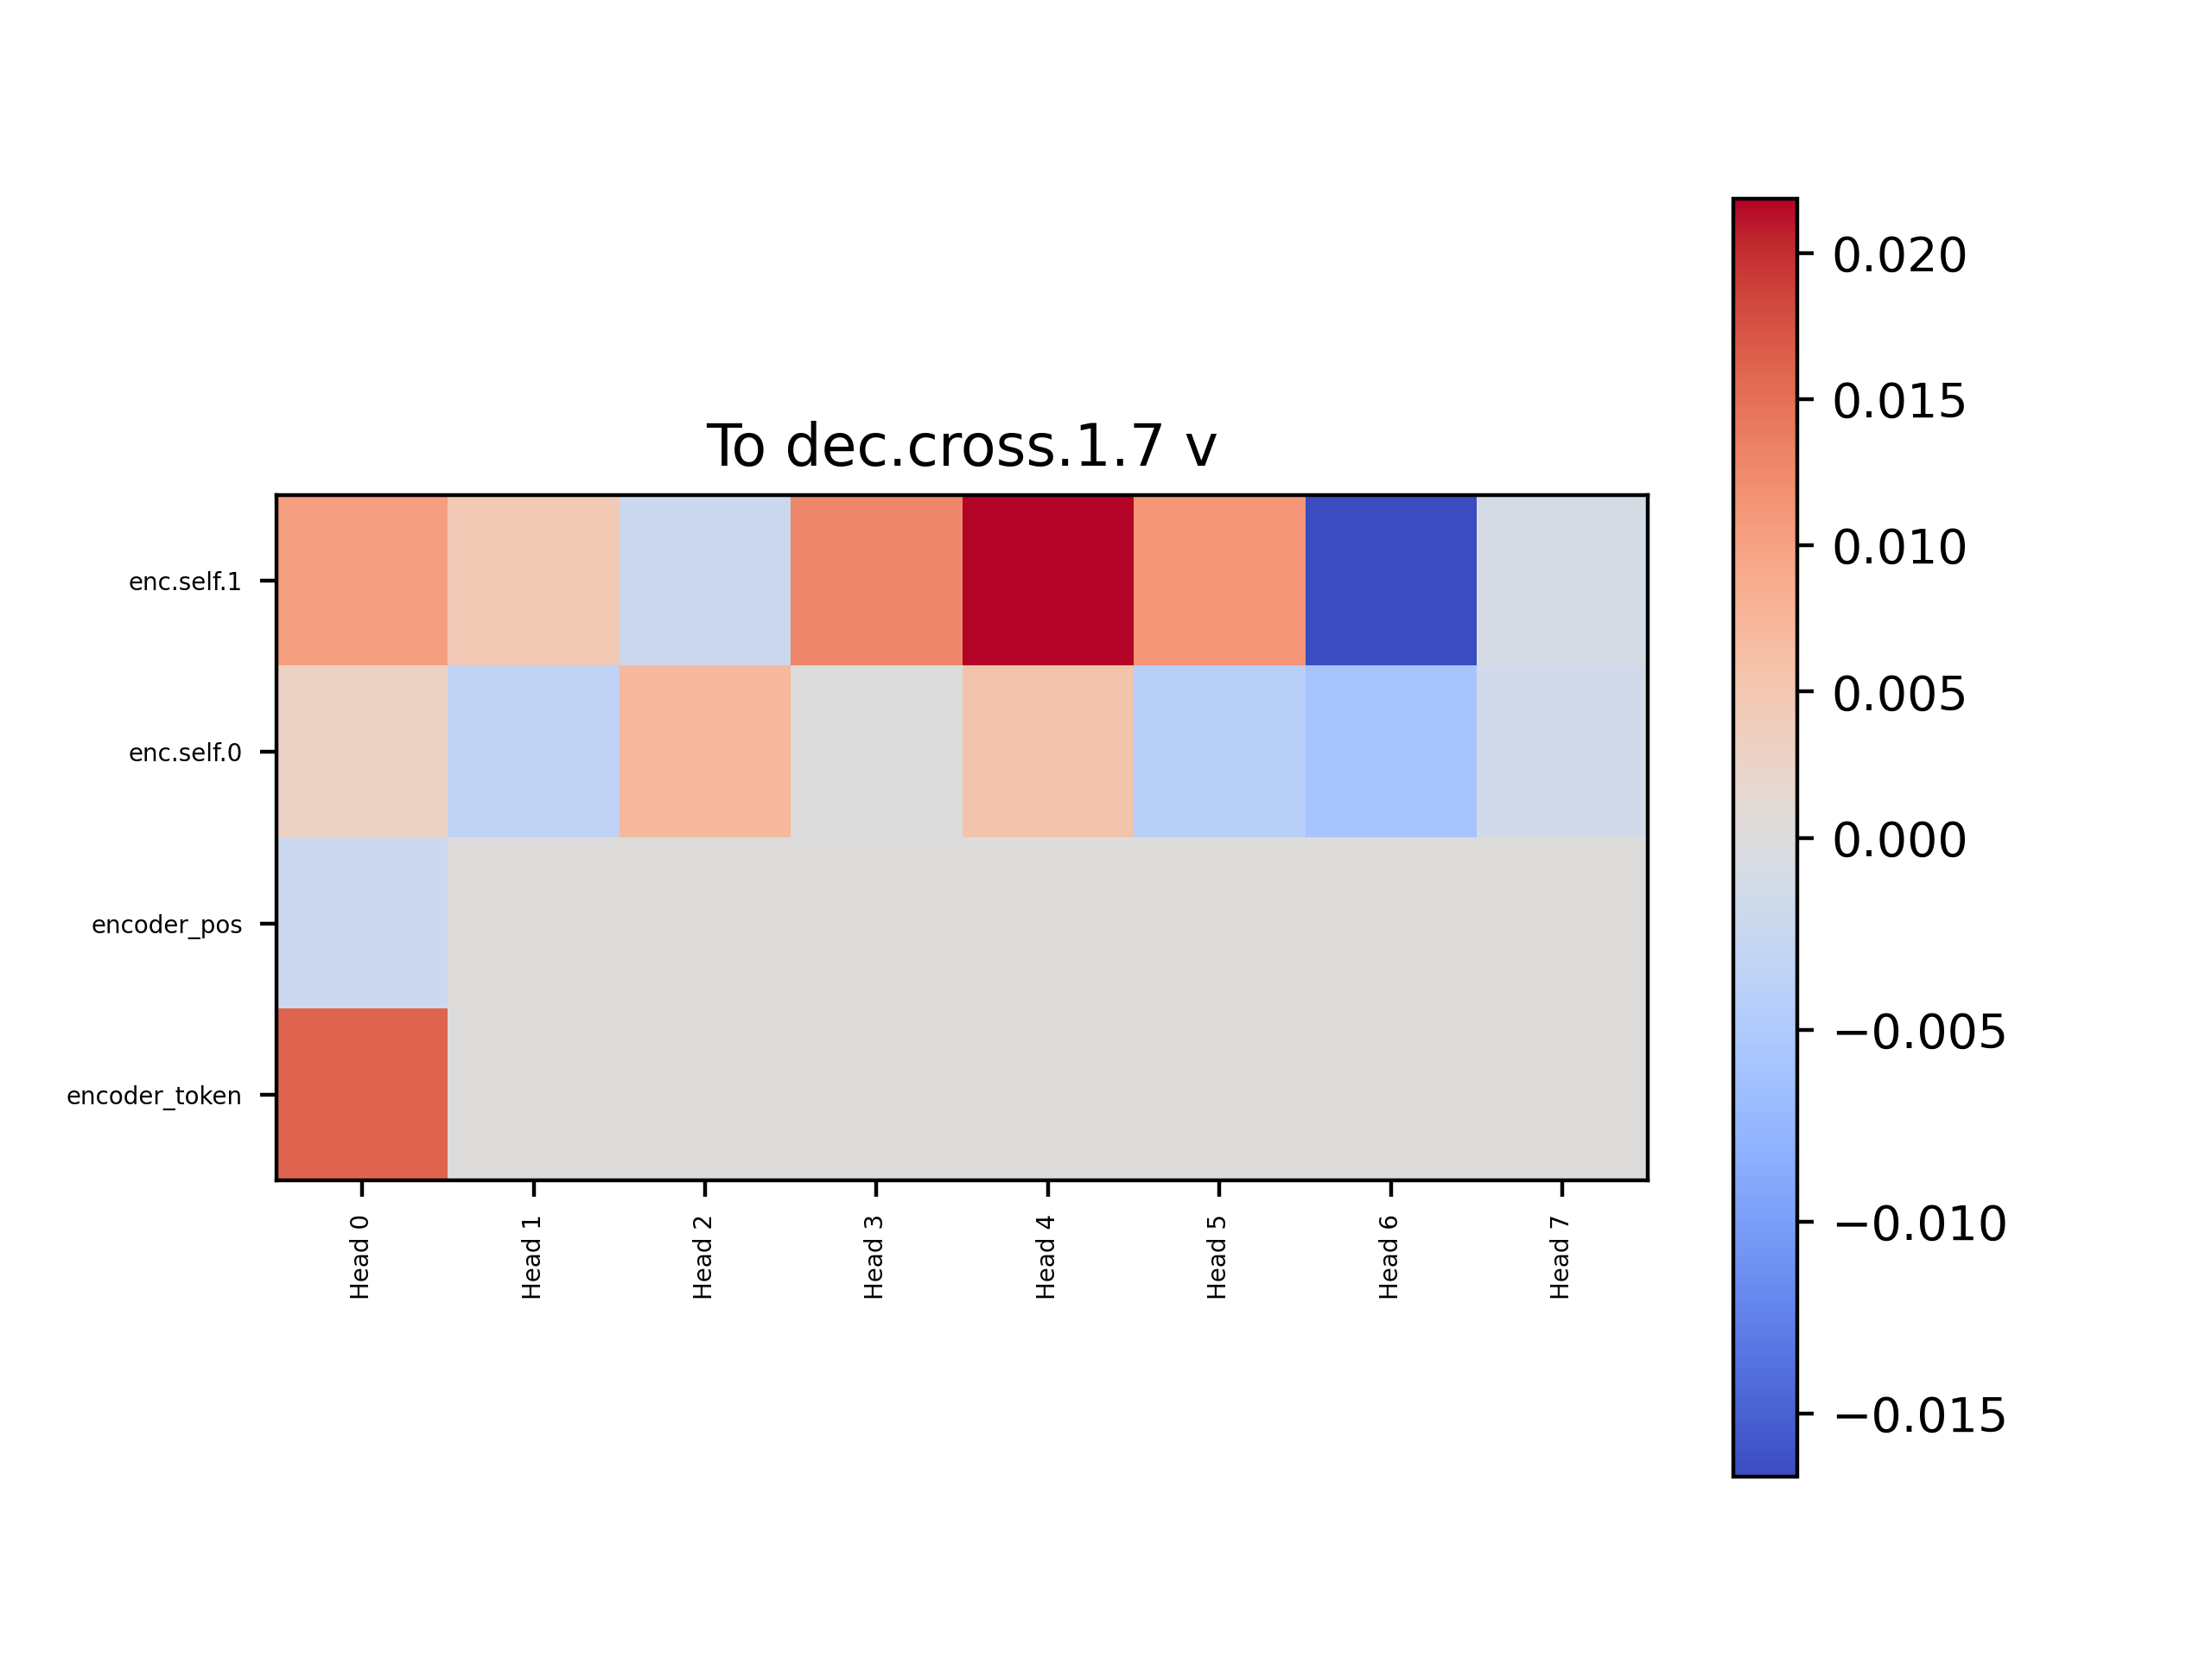 To dec.cross.1.7 v
enc.self.1
enc.self.0
encoder_pos
encoder_token
Head 0
Head 1
Head 2
Head 3
Head 4
Head 5
Head 6
Head 7
0.020
0.015
0.010
0.005
0.000
−0.005
−0.010
−0.015